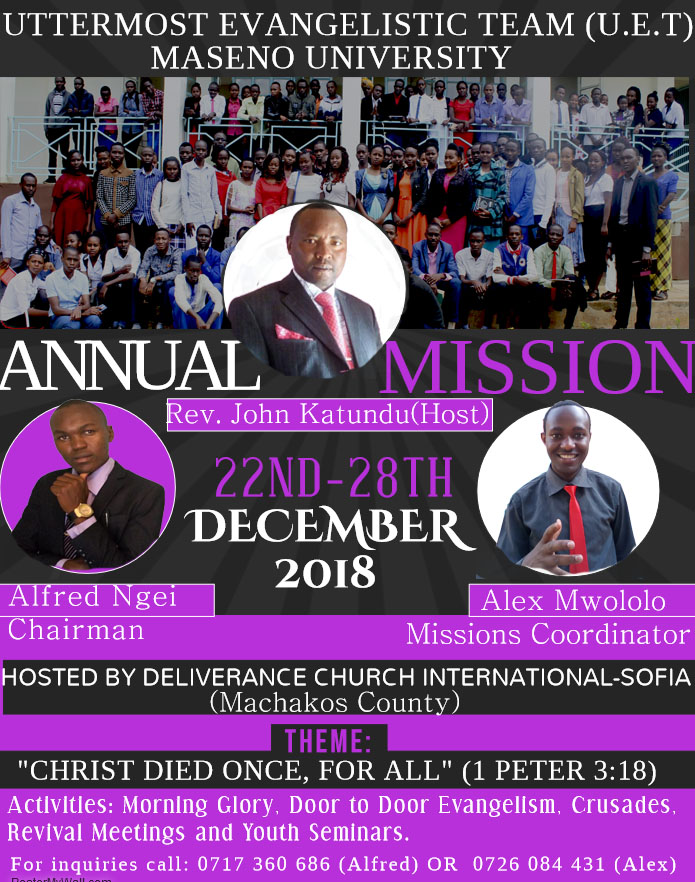 UTTERMOST EVANGELISTIC TEAM (U.E.T)
MASENO UNIVERSITY
ANNUAL MISSION
Rev. John Katundu(Host)
22ND-28TH
DECEMBER
2018
Alfred Ngei
Chairman
Alex Mwololo
Missions Coordinator
HOSTED BY DELIVERANCE CHURCH INTERNATIONAL-SOFIA
(Machakos County)
THEME:
"CHRIST DIED ONCE, FOR ALL" (1 PETER 3:18)
Activities: Morning Glory, Door to Door Evangelism, Crusades,
Revival Meetings and Youth Seminars.
For inquiries call: 0717 360 686 (Alfred) OR 0726 084 431 (Alex)
PosterMyWall.com